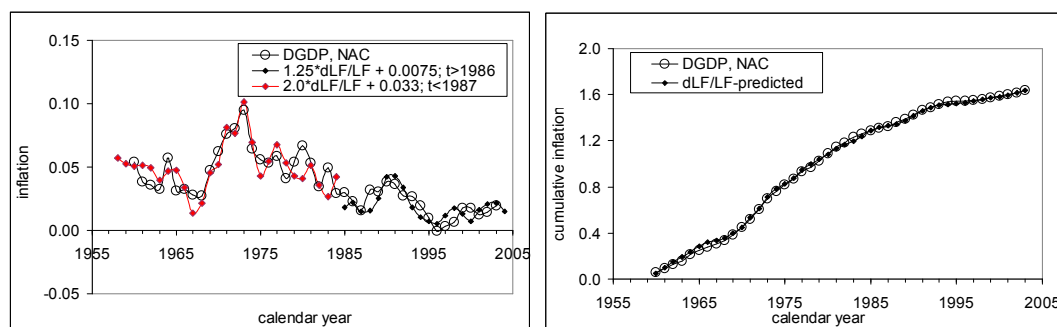 0.15
DGDP, NAC
1.25*dLF/LF + 0.0075; t>1986
2.0*dLF/LF + 0.033; t<1987
0.10
inflation
0.05
0.00
1955 1965 1975 1985 1995 2005
-0.05
calendar year
2.0
DGDP, NAC
dLF/LF-predicted
1.6
cumulative inflation
1.2
0.8
0.4
0.0
1955 1965 1975 1985 1995 2005
calendar year